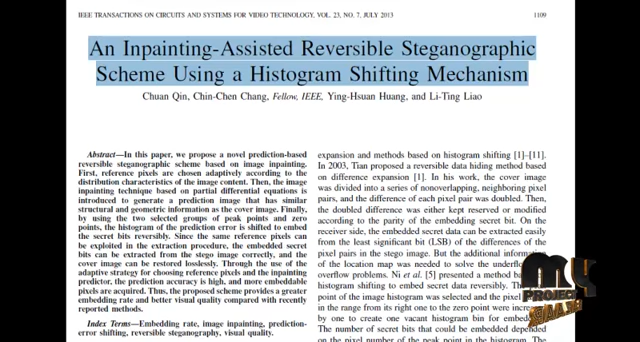 IEEE TRANSACTIONS ON CIRCUITS AND SYSTEMS FOR VIDEO TECHNOLOGY, VOL. 23, NO. 7, JULY 2013
1109
An Inpainting-Assisted Reversible Steganographic
Scheme Using a Histogram Shifting Mechanism
Chuan Qin, Chin-Chen Chang, Fellow, IEEE, Ying-Hsuan Huang, and Li-Ting Liao
Abstract—In this paper, we propose a novel prediction-based
reversible steganographic scheme based on image inpainting.
First, reference pixels are chosen adaptively according to the
distribution characteristics of the image content. Then, the image
inpainting technique based on partial differential equations is
introduced to generate a prediction image that has similar
structural and geometric information as the cover image. Finally,
by using the two selected groups of peak points and zero
points, the histogram of the prediction error is shifted to embed
the secret bits reversibly. Since the same reference pixels can
be exploited in the extraction procedure, the embedded secret
bits can be extracted from the stego image correctly, and the
cover image can be restored losslessly. Through the use of the
adaptive strategy for choosing reference pixels and the inpainting
predictor, the prediction accuracy is high, and more embeddable
pixels are acquired. Thus, the proposed scheme provides a greater
embedding rate and better visual quality compared with recently
reported methods.
Index Terms—Embedding rate, image inpainting, prediction-
error shifting, reversible steganography, visual quality.
expansion and methods based on histogram shifting [1]–[11].
In 2003, Tian proposed a reversible data hiding method based
on difference expansion [1]. In his work, the cover image
was divided into a series of nonoverlapping, neighboring pixel
pairs, and the difference of each pixel pair was doubled. Then,
the doubled difference was either kept reserved or modified
according to the parity of the embedding secret bit. On the
receiver side, the embedded secret data can be extracted easily
from the least significant bit (LSB) of the differences of the
pixel pairs in the stego image. But the additional
of the location map was needed to solve the
overflow problems. Ni et al. [5] presented a method
histogram shifting to embed secret data reversibly. The
point of the image histogram was selected and the pixel
in the range from its right one to the zero point were
by one to create one vacant histogram bin for
The number of secret bits that could be embedded depended
on the pixel number of the peak point in the histogram. The
PROJECT